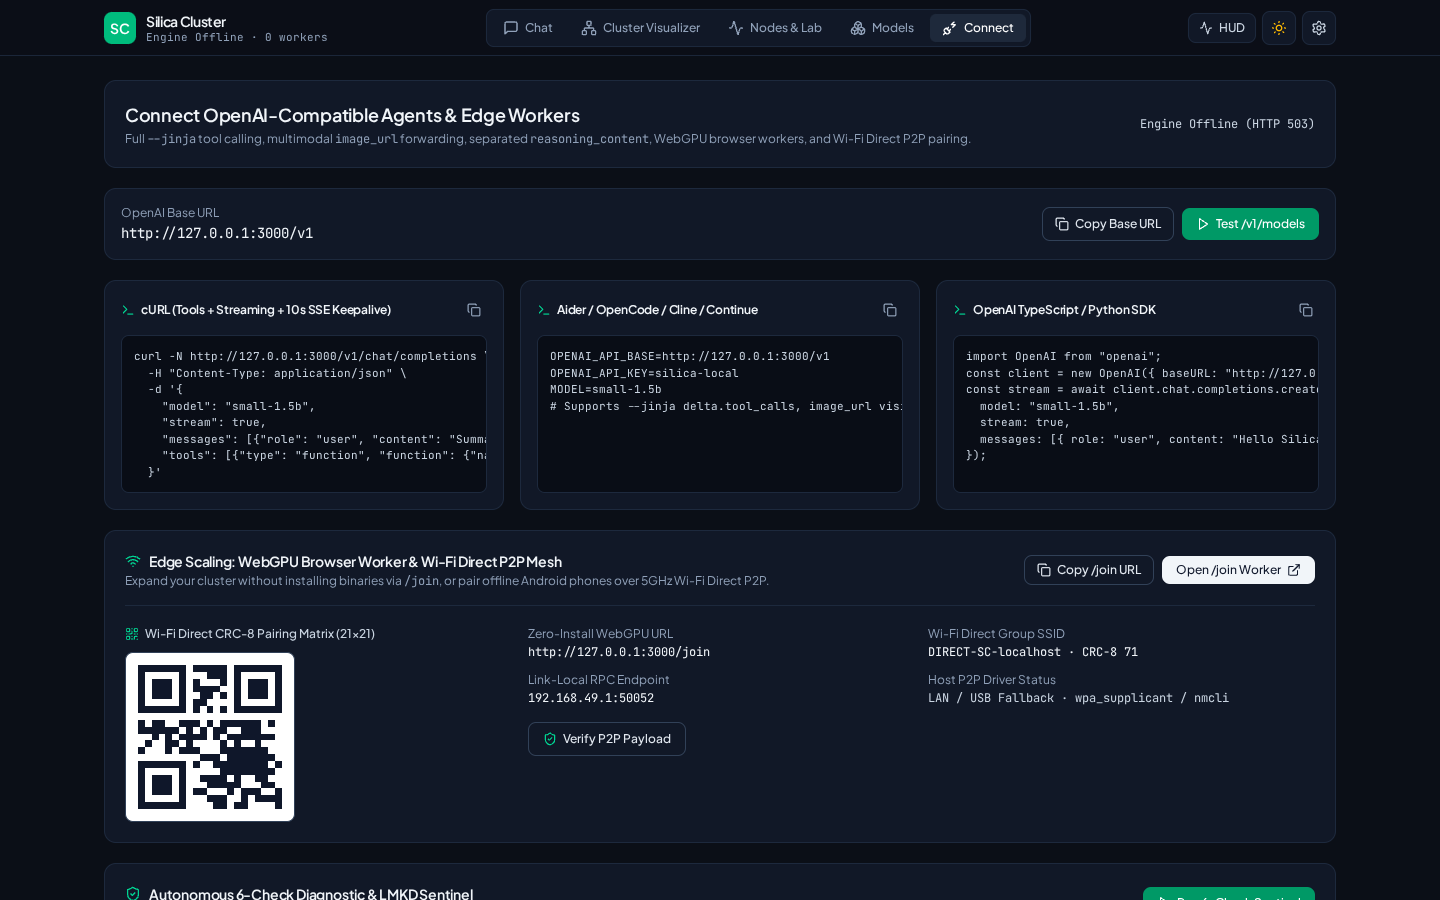 SC
Silica Cluster
Engine Offline · 0 workers
Chat
Cluster Visualizer
Nodes & Lab
Models
Connect
HUD
Connect OpenAI-Compatible Agents & Edge Workers
Full --jinja tool calling, multimodal image_url forwarding, separated reasoning_content, WebGPU browser workers, and Wi-Fi Direct P2P pairing.
Engine Offline (HTTP 503)
OpenAI Base URL
http://127.0.0.1:3000/v1
Copy Base URL
Test /v1/models
cURL (Tools + Streaming + 10s SSE Keepalive)
curl -N http://127.0.0.1:3000/v1/chat/completions \
-H "Content-Type: application/json" \
-d '{
"model": "small-1.5b",
"stream": true,
"messages": [{"role": "user", "content": "Summa
"tools": [{"type": "function", "function": {"na
}'
Aider / OpenCode / Cline / Continue
OPENAI_API_BASE=http://127.0.0.1:3000/v1
OPENAI_API_KEY=silica-local
MODEL=small-1.5b
# Supports --jinja delta.tool_calls, image_url visi
OpenAI TypeScript / Python SDK
import OpenAI from "openai";
const client = new OpenAI({ baseURL: "http://127.0
const stream = await client.chat.completions.create
model: "small-1.5b",
stream: true,
messages: [{ role: "user", content: "Hello Silica
});
Edge Scaling: WebGPU Browser Worker & Wi-Fi Direct P2P Mesh
Expand your cluster without installing binaries via /join, or pair offline Android phones over 5GHz Wi-Fi Direct P2P.
Copy /join URL
Open /join Worker
Wi-Fi Direct CRC-8 Pairing Matrix (21×21)
Zero-Install WebGPU URL
http://127.0.0.1:3000/join
Link-Local RPC Endpoint
192.168.49.1:50052
Verify P2P Payload
Wi-Fi Direct Group SSID
DIRECT-SC-localhost · CRC-8 71
Host P2P Driver Status
LAN / USB Fallback · wpa_supplicant / nmcli
Autonomous 6-Check Diagnostic & LMKD Sentinel